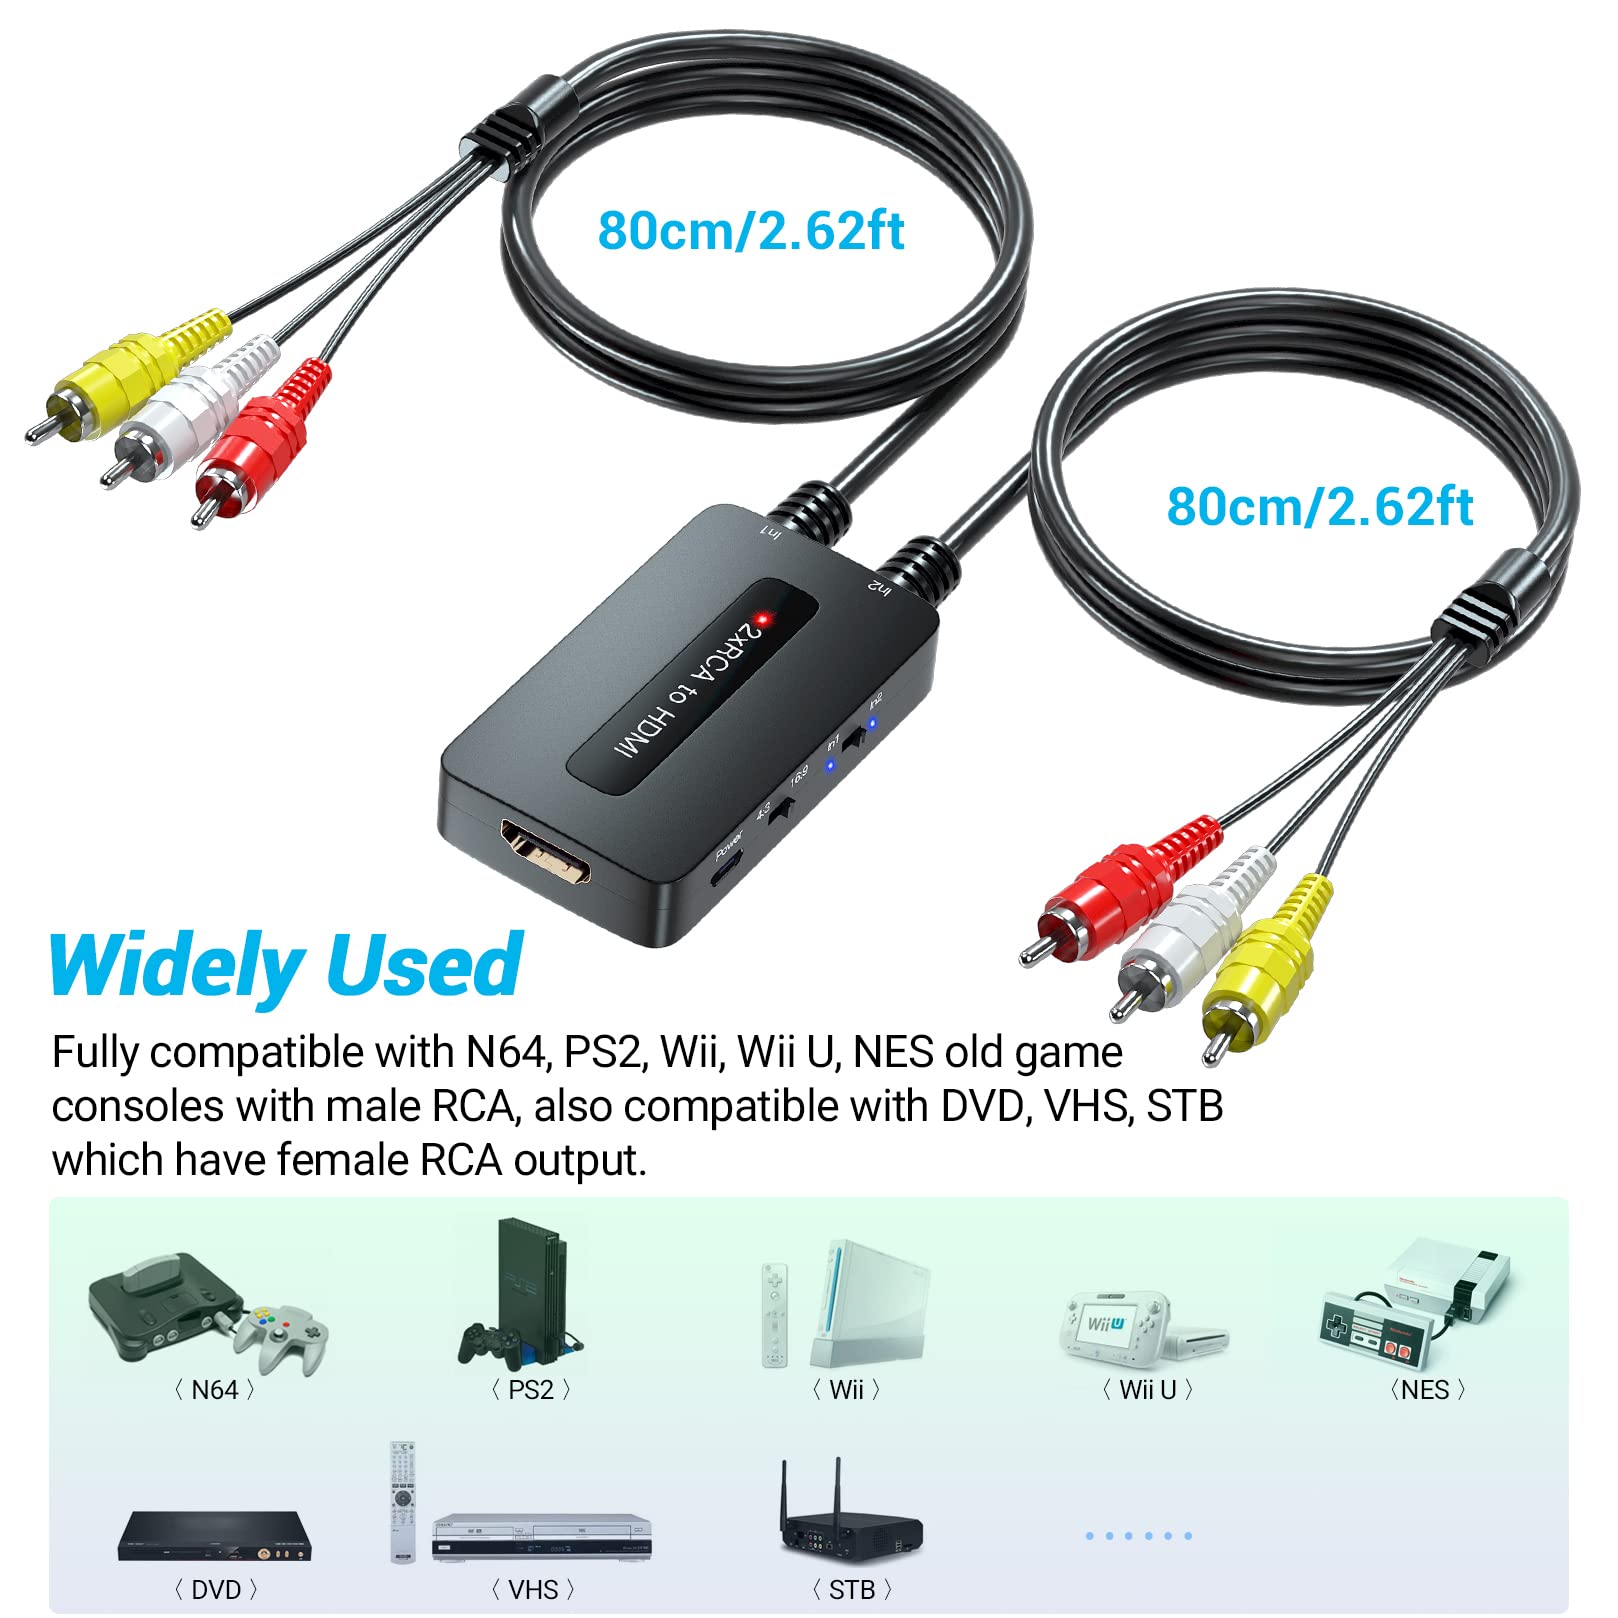 80cm/2.62ft
80cm/2.62ft
In1
In2
2xRCA to HDMI
In2
In1
16:9
4:3
Power
Widely Used
Fully compatible with N64, PS2, Wii, Wii U, NES old game
consoles with male RCA, also compatible with DVD, VHS, STB
which have female RCA output.
PS2
Wii U
〈 N64 〉
〈 PS2 〉
〈 Wii 〉
〈 Wii U 〉
〈NES 〉
〈 DVD 〉
〈 VHS 〉
〈 STB 〉